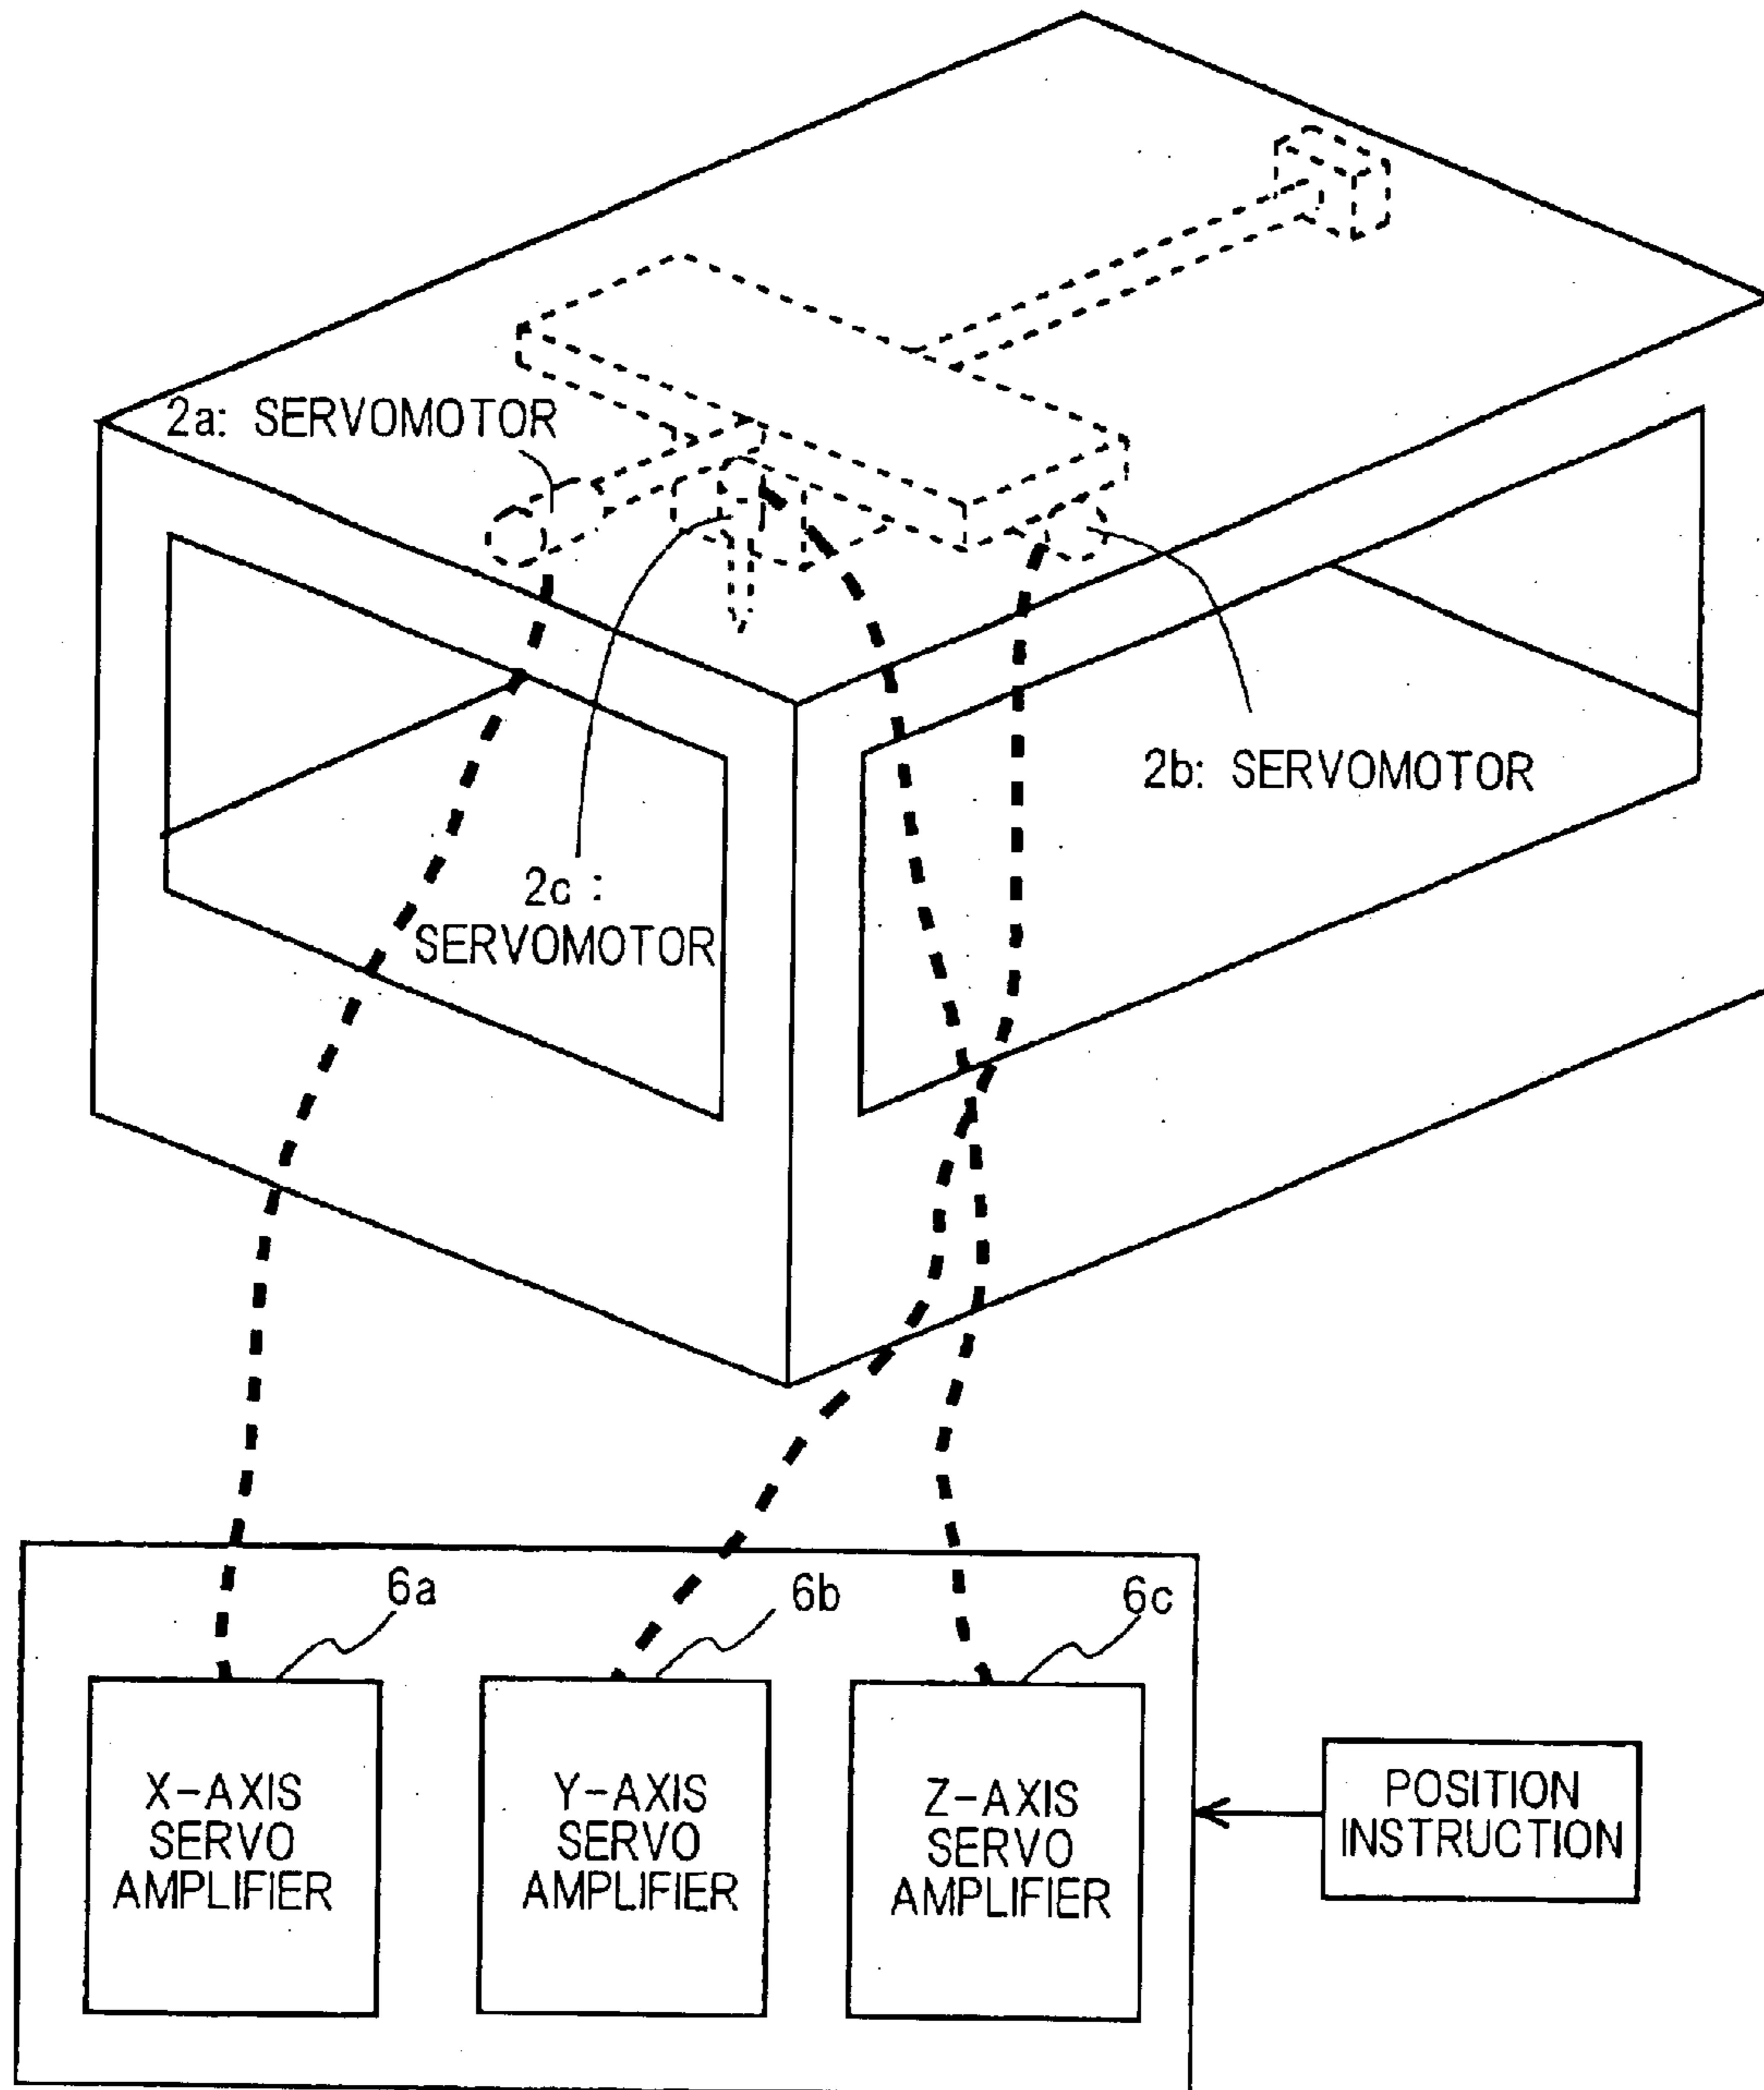 2a: SERVOMOTOR
2b: SERVOMOTOR
2c :
SERVOMOTOR
6a
6b
6c
X-AXIS
SERVO
AMPLIFIER
Y-AXIS
SERVO
AMPLIFIER
Z-AXIS
SERVO
AMPLIFIER
POSITION
INSTRUCTION